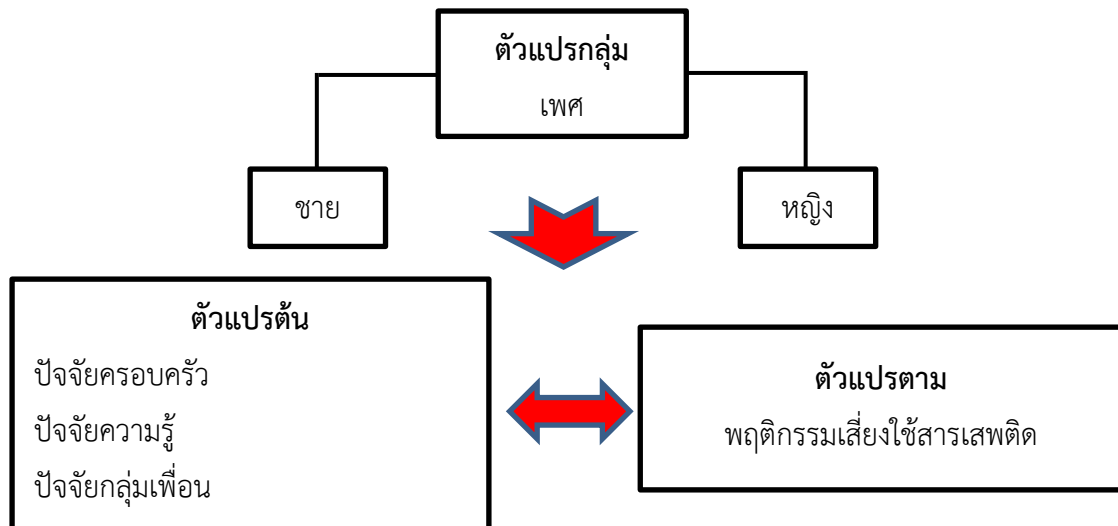 ตัวแปรกลุ่ม
เพศ
ชาย
หญิง
ตัวแปรต้น
ปัจจัยครอบครัว
ปัจจัยความรู้
ปัจจัยกลุ่มเพื่อน
ตัวแปรตาม
พฤติกรรมเสี่ยงใช้สารเสพติด